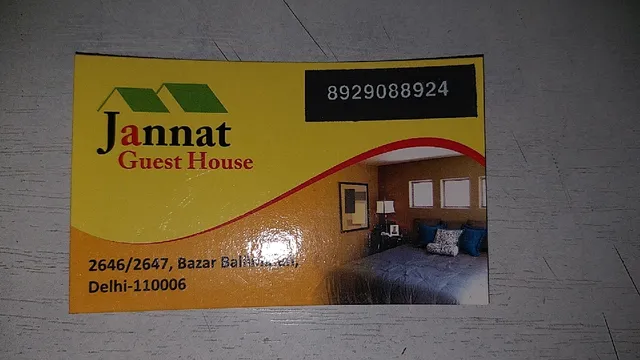 8929088924
Jannat
Guest House
2646/2647, Bazar
Delhi-110006